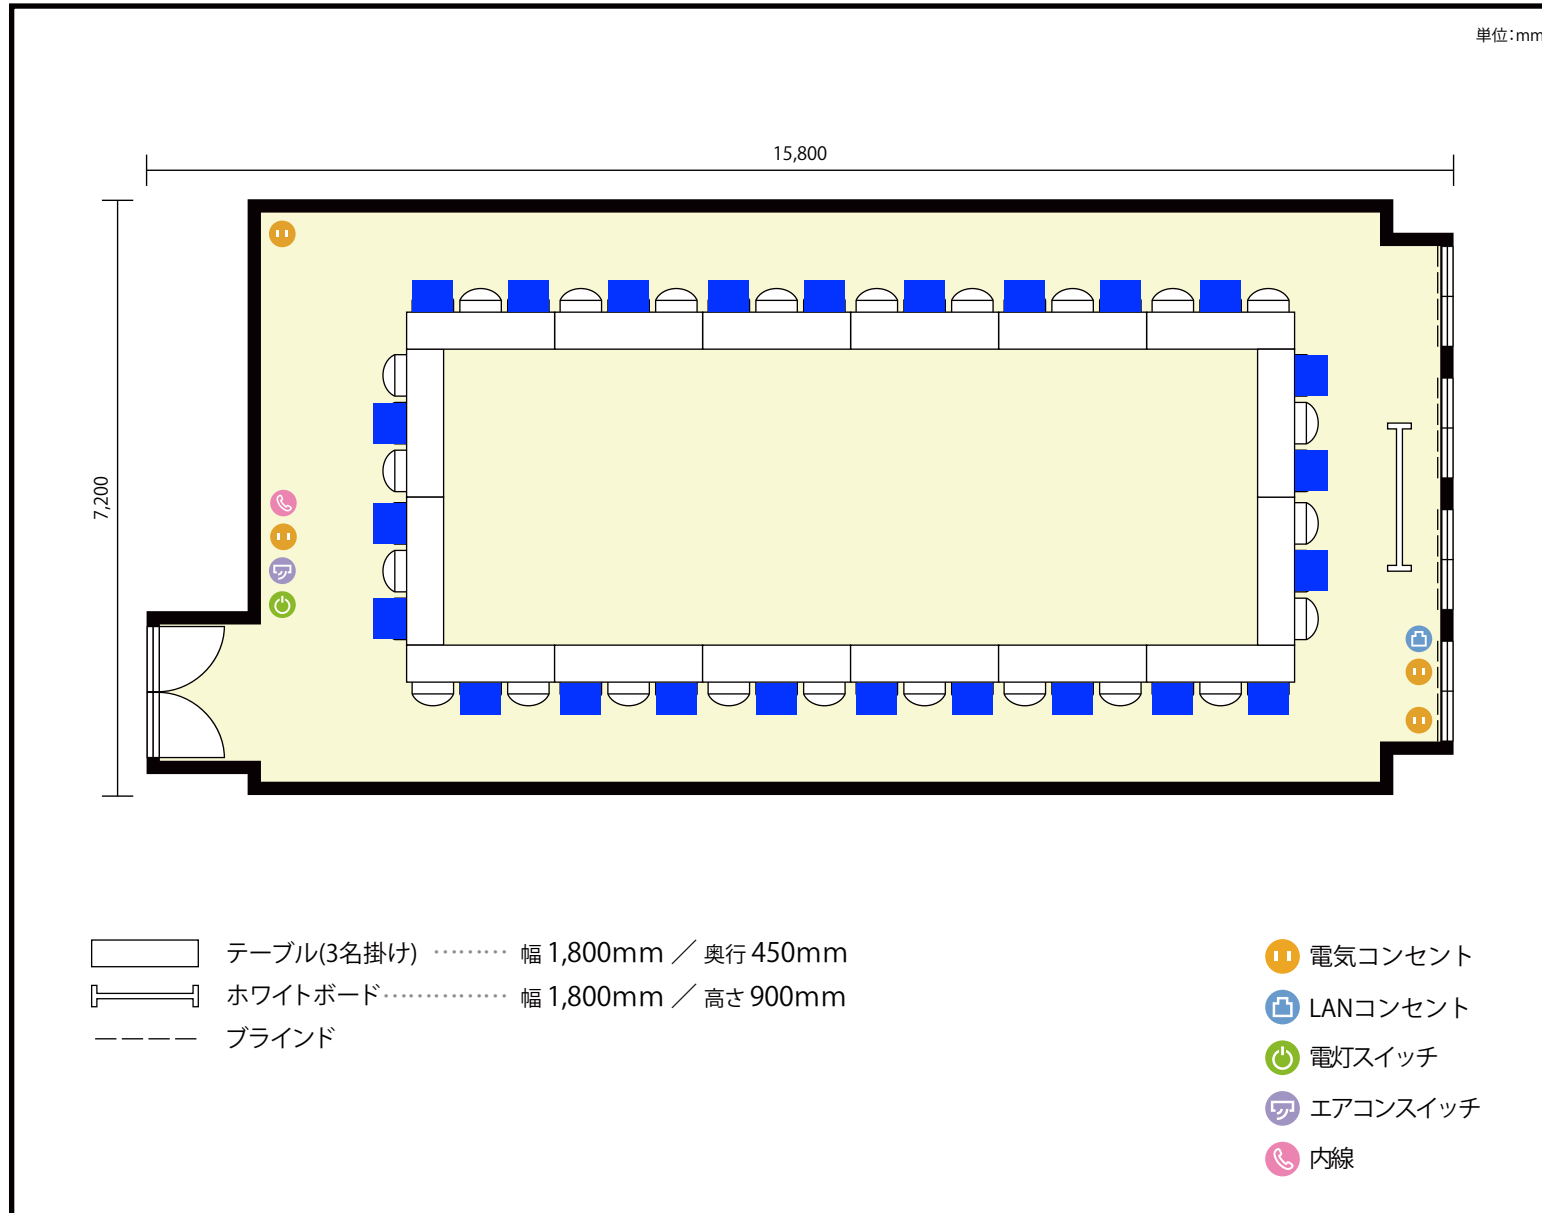 単位：mm
15,800
7,200
テーブル(3名掛け) ……… 幅 1,800mm ／ 奥行 450mm
ホワイトボード…………… 幅 1,800mm ／ 高さ 900mm
ブラインド
電気コンセント
LANコンセント
電灯スイッチ
エアコンスイッチ
内線